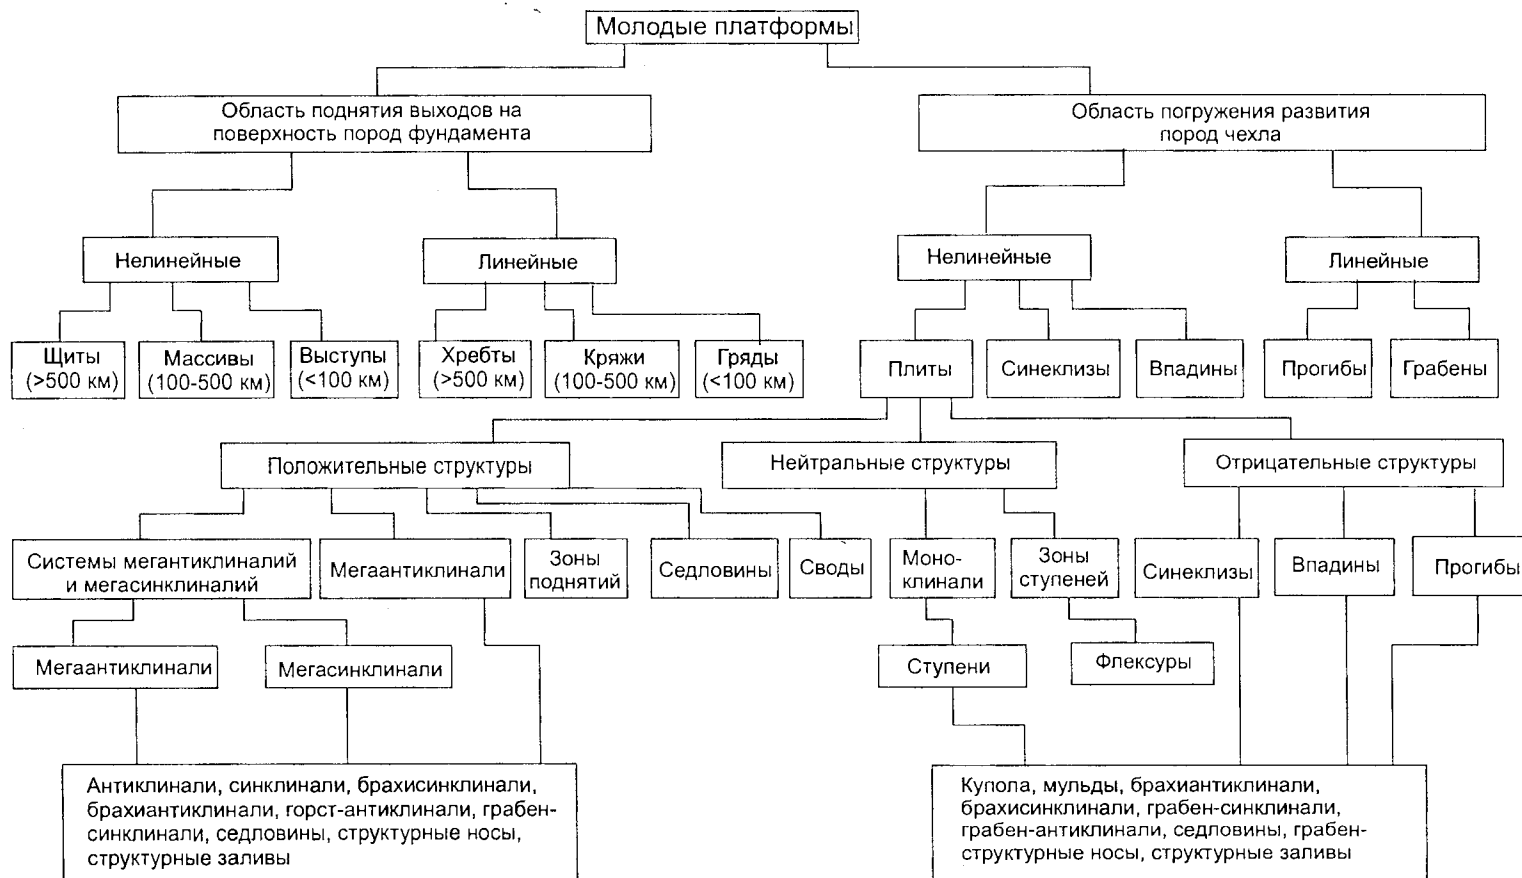 Молодые платформы
Область поднятия выходов на
поверхность пород фундамента
Область погружения развития
пород чехла
Нелинейные
Линейные
Нелинейные
Линейные
Щиты
(>500 км)
Массивы
(100-500 км)
Выступы
(<100 км)
Хребты
(>500 км)
Кряжи
(100-500 км)
Гряды
(<100 км)
Плиты
Синеклизы
Впадины
Прогибы
Грабены
Положительные структуры
Нейтральные структуры
Отрицательные структуры
Системы мегантиклиналий
и мегасинклиналий
Мегаантиклинали
Зоны
поднятий
Седловины
Своды
Моно-
клинали
Зоны
ступеней
Синеклизы
Впадины
Прогибы
Мегаантиклинали
Мегасинклинали
Ступени
Флексуры
Антиклинали, синклинали, брахисинклинали,
брахиантиклинали, горст-антиклинали, грабен-
синклинали, седловины, структурные носы,
структурные заливы
Купола, мульды, брахиантиклинали,
брахисинклинали, грабен-синклинали,
грабен-антиклинали, седловины, грабен-
структурные носы, структурные заливы